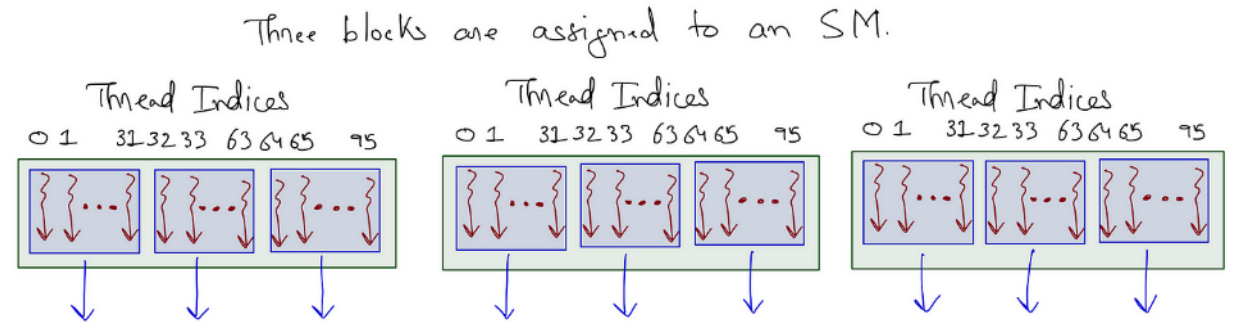 Three blocks are assigned to an SM.
Thread Indices Thread Indices Thread Indices
0 1 31 32 33 63 64 65 95 0 1 31 32 33 63 64 65 95 0 1 31 32 33 63 64 65 95